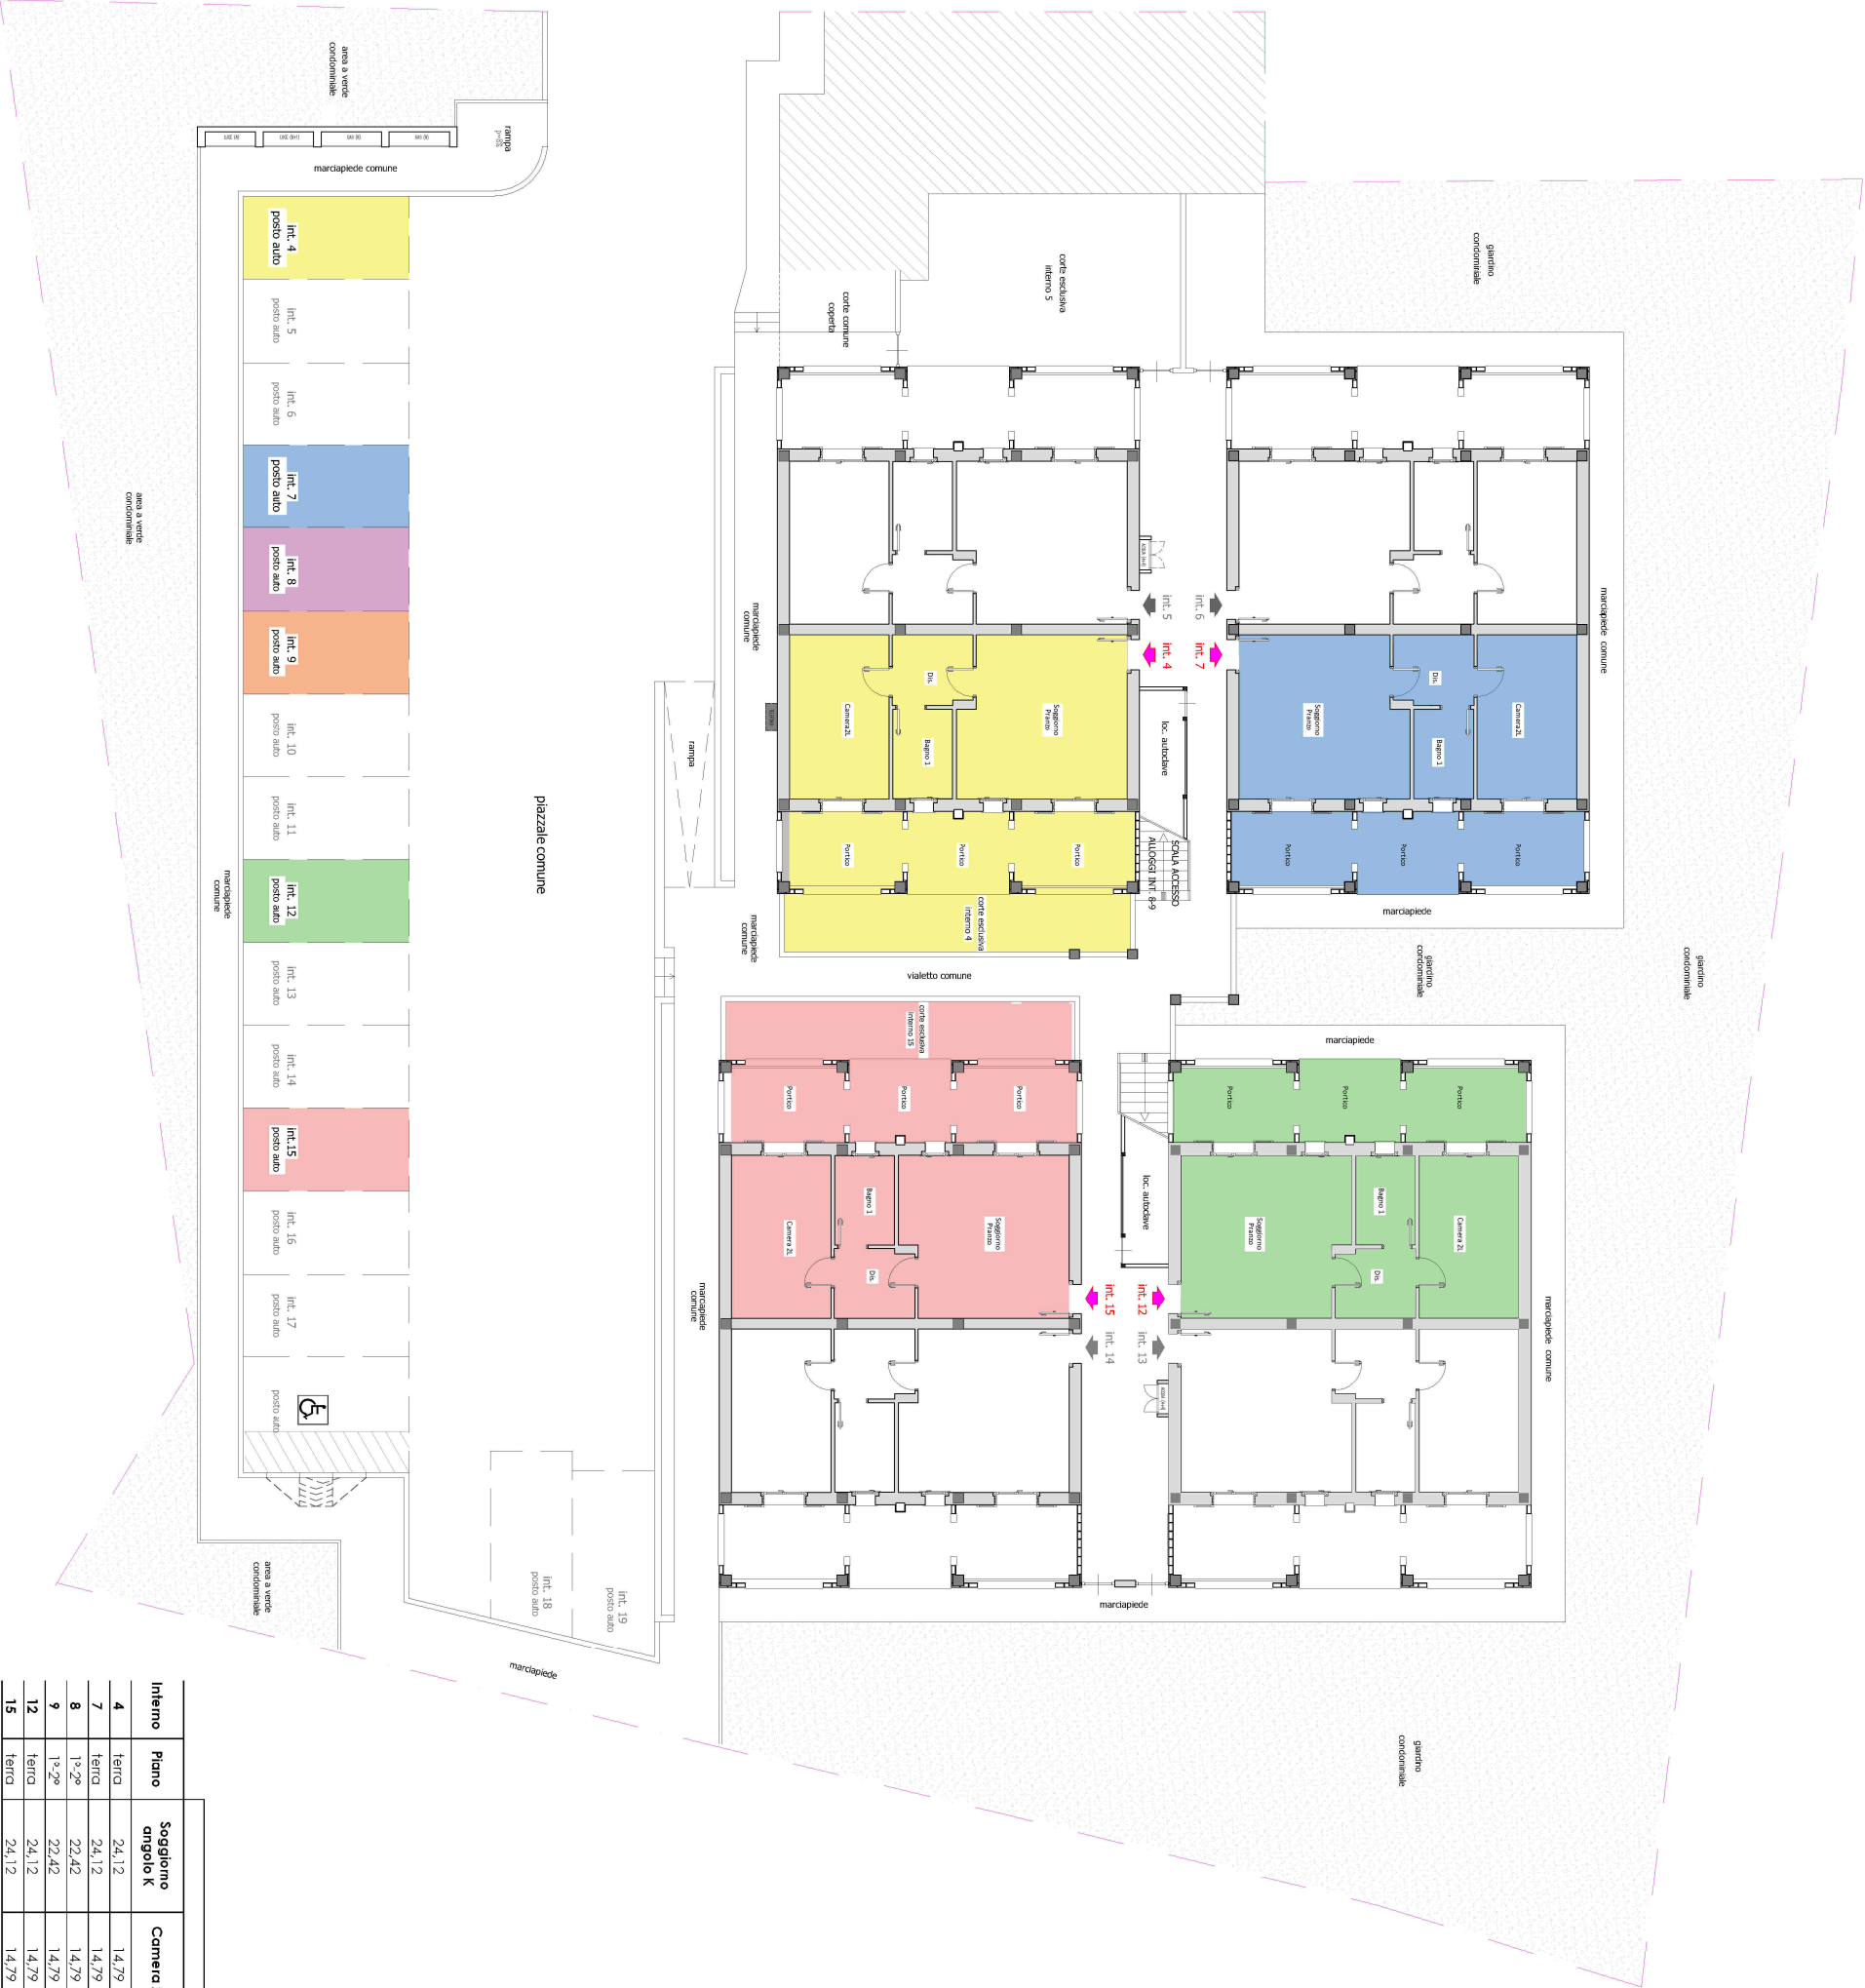 area a verde
condominiale
rampa
p=8%
marciapiede comune
int. 4
posto auto
int. 5
posto auto
int. 6
posto auto
int. 7
posto auto
int. 8
posto auto
int. 9
posto auto
int. 10
posto auto
int. 11
posto auto
int. 12
posto auto
int. 13
posto auto
int. 14
posto auto
int.15
posto auto
int. 16
posto auto
int. 17
posto auto
posto auto
int. 18
posto auto
int. 19
posto auto
area a verde
condominiale
marciapiede
comune
area a verde
condominiale
marciapiede
piazzale comune
rampa
corte comune
coperta
corte esclusiva
interno 5
giardino
condominiale
marciapiede
comune
marciapiede comune
int. 5
int. 6
int. 4
int. 7
Camera2L
Dis.
Bagno 1
Soggiorno
Pranzo
loc. autoclave
Soggiorno
Pranzo
Dis.
Bagno 1
Camera2L
Portico
Portico
Portico
SCALA ACCESSO
ALLOGGI INT. 8-9
Portico
Portico
Portico
corte esclusiva
interno 4
marciapiede
marciapiede
comune
vialetto comune
giardino
condominiale
giardino
condominiale
corte esclusiva
interno 15
marciapiede
Portico
Portico
Portico
Portico
Portico
Portico
Camera 2L
Bagno 1
Dis.
Soggiorno
Pranzo
loc. autoclave
Soggiorno
Pranzo
Bagno 1
Dis.
Camera 2L
int. 15
int. 12
int. 14
int. 13
marciapiede
comune
marciapiede comune
marciapiede
giardino
condominiale
Interno Piano Soggiorno angolo K Camera
4 terra 24,12 14,79
7 terra 24,12 14,79
8 1°-2° 22,42 14,79
9 1°-2° 22,42 14,79
12 terra 24,12 14,79
15 terra 24,12 14,79